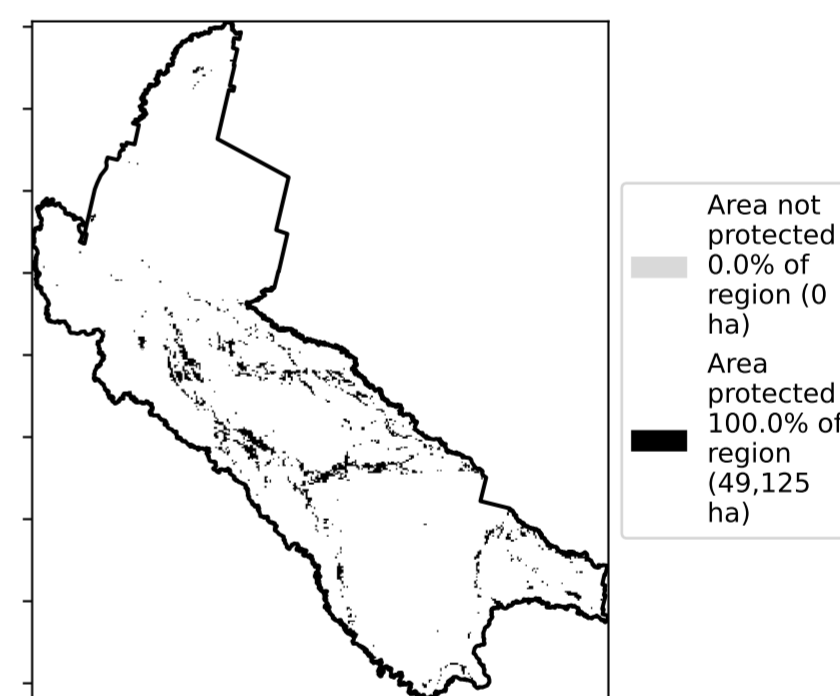 Area not
protected
0.0% of
region (0
ha)
Area
protected
100.0% of
region
(49,125
ha)